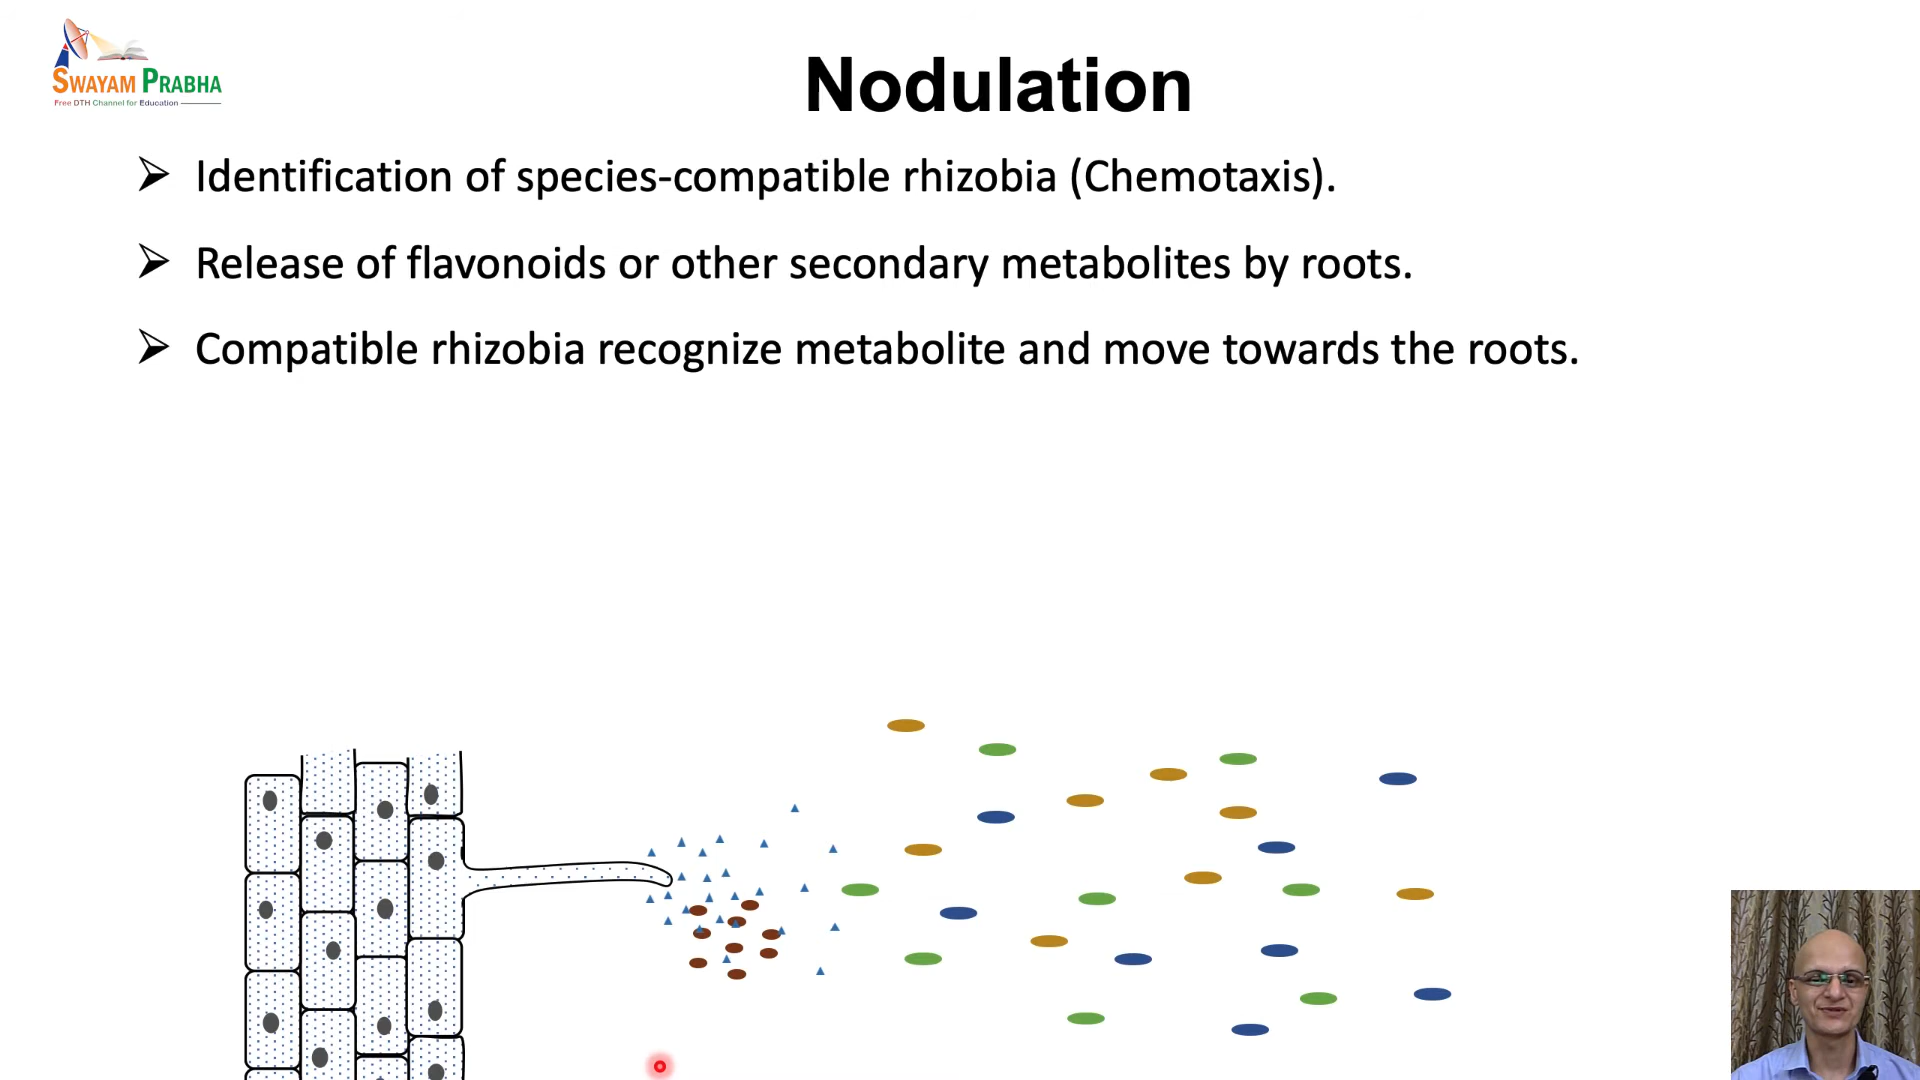 SWAYAM PRABHA
Free DTH Channel for Education
Nodulation
➢ Identification of species-compatible rhizobia (Chemotaxis).
➢ Release of flavonoids or other secondary metabolites by roots.
➢ Compatible rhizobia recognize metabolite and move towards the roots.